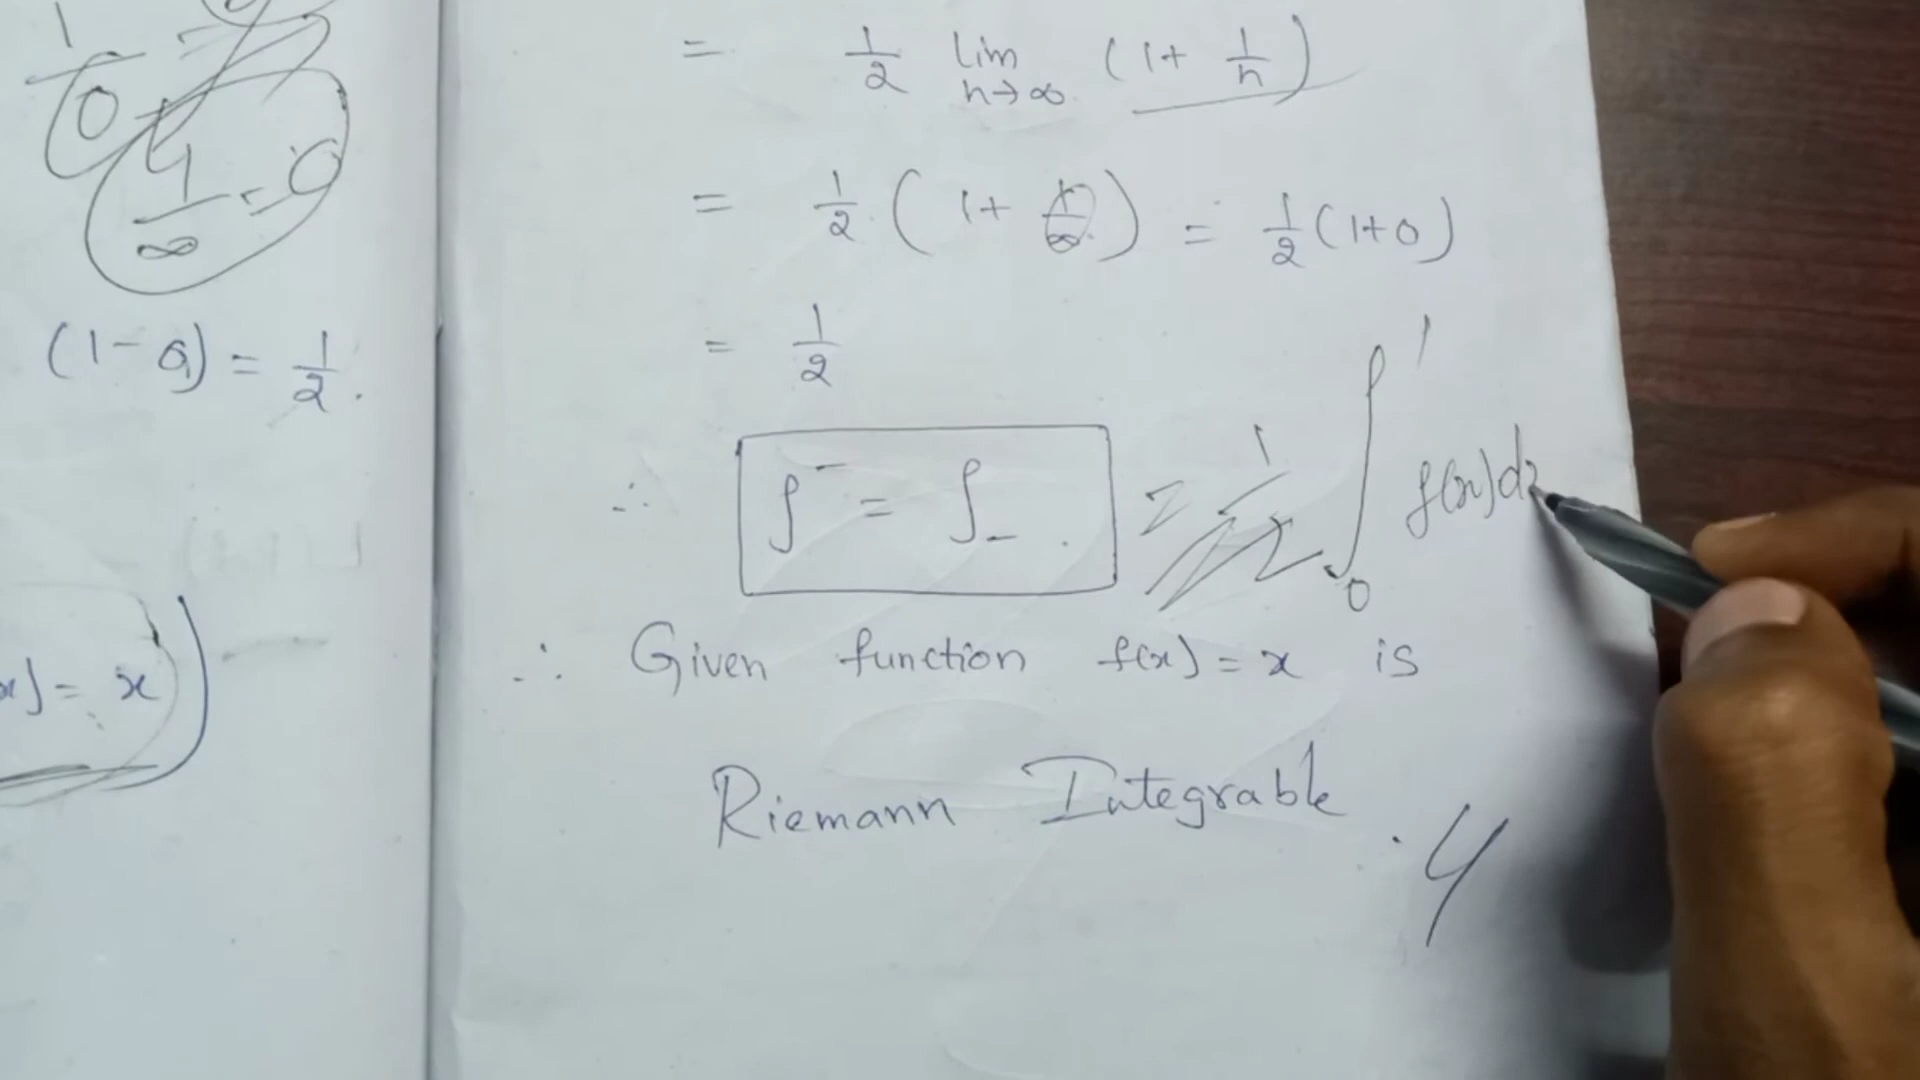 1/0 =
1/∞ = 0
(1 - 0) = 1/2.
x) = x
= 1/2 lim n→∞ (1 + 1/n)
= 1/2 (1 + 1/∞) = 1/2 (1+0)
= 1/2
∴ ∫¯ = ∫_ . = ∫₀¹ f(x)dx
∴ Given function f(x) = x is
Riemann Integrable.